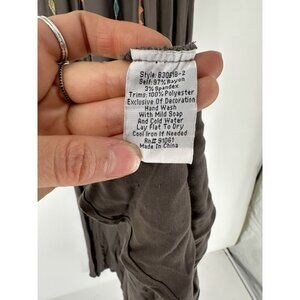 Style: 830818-2
Self: 97% Rayon
3% Spandex
Trims: 100% Polyester
Exclusive Of Decoration
Hand Wash
With Mild Soap
And Cold Water
Lay Flat To Dry
Cool Iron If Needed
Rn# 91061
Made In China